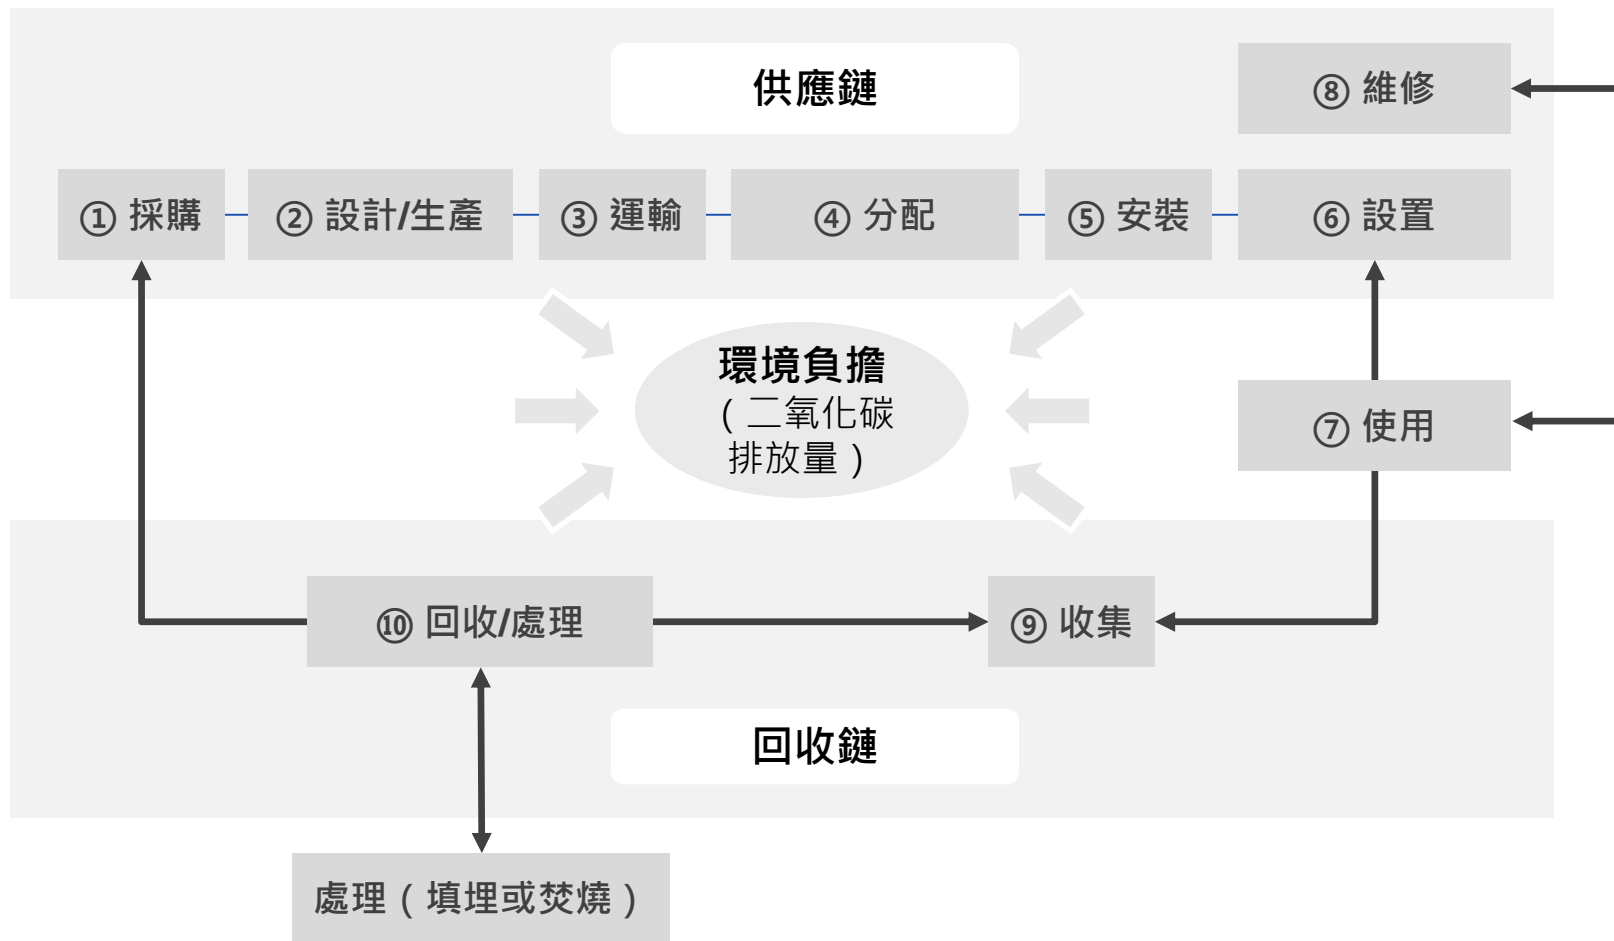 供應鏈
⑧ 維修
① 採購
② 設計/生產
③ 運輸
④ 分配
⑤ 安裝
⑥ 設置
環境負擔
（二氧化碳
排放量）
⑦ 使用
⑩ 回收/處理
⑨ 收集
回收鏈
處理（填埋或焚燒）